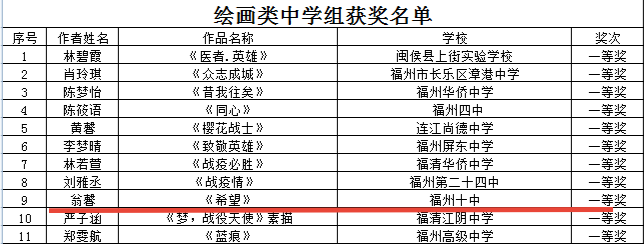 绘画类中学组获奖名单
序号 作者姓名 作品名称 学校 奖次
1 林碧霞 《医者.英雄》 闽侯县上街实验学校 一等奖
2 肖玲琪 《众志成城》 福州市长乐区漳港中学 一等奖
3 陈梦怡 《昔我往矣》 福州华侨中学 一等奖
4 陈筱语 《同心》 福州四中 一等奖
5 黄馨 《樱花战士》 连江尚德中学 一等奖
6 李梦晴 《致敬英雄》 福州屏东中学 一等奖
7 林若萱 《战疫必胜》 福清华侨中学 一等奖
8 刘雅丞 《战疫情》 福州第二十四中 一等奖
9 翁馨 《希望》 福州十中 一等奖
10 严子涵 《梦，战役天使》素描 福清江阴中学 一等奖
11 郑雯航 《蓝痕》 福州高级中学 一等奖